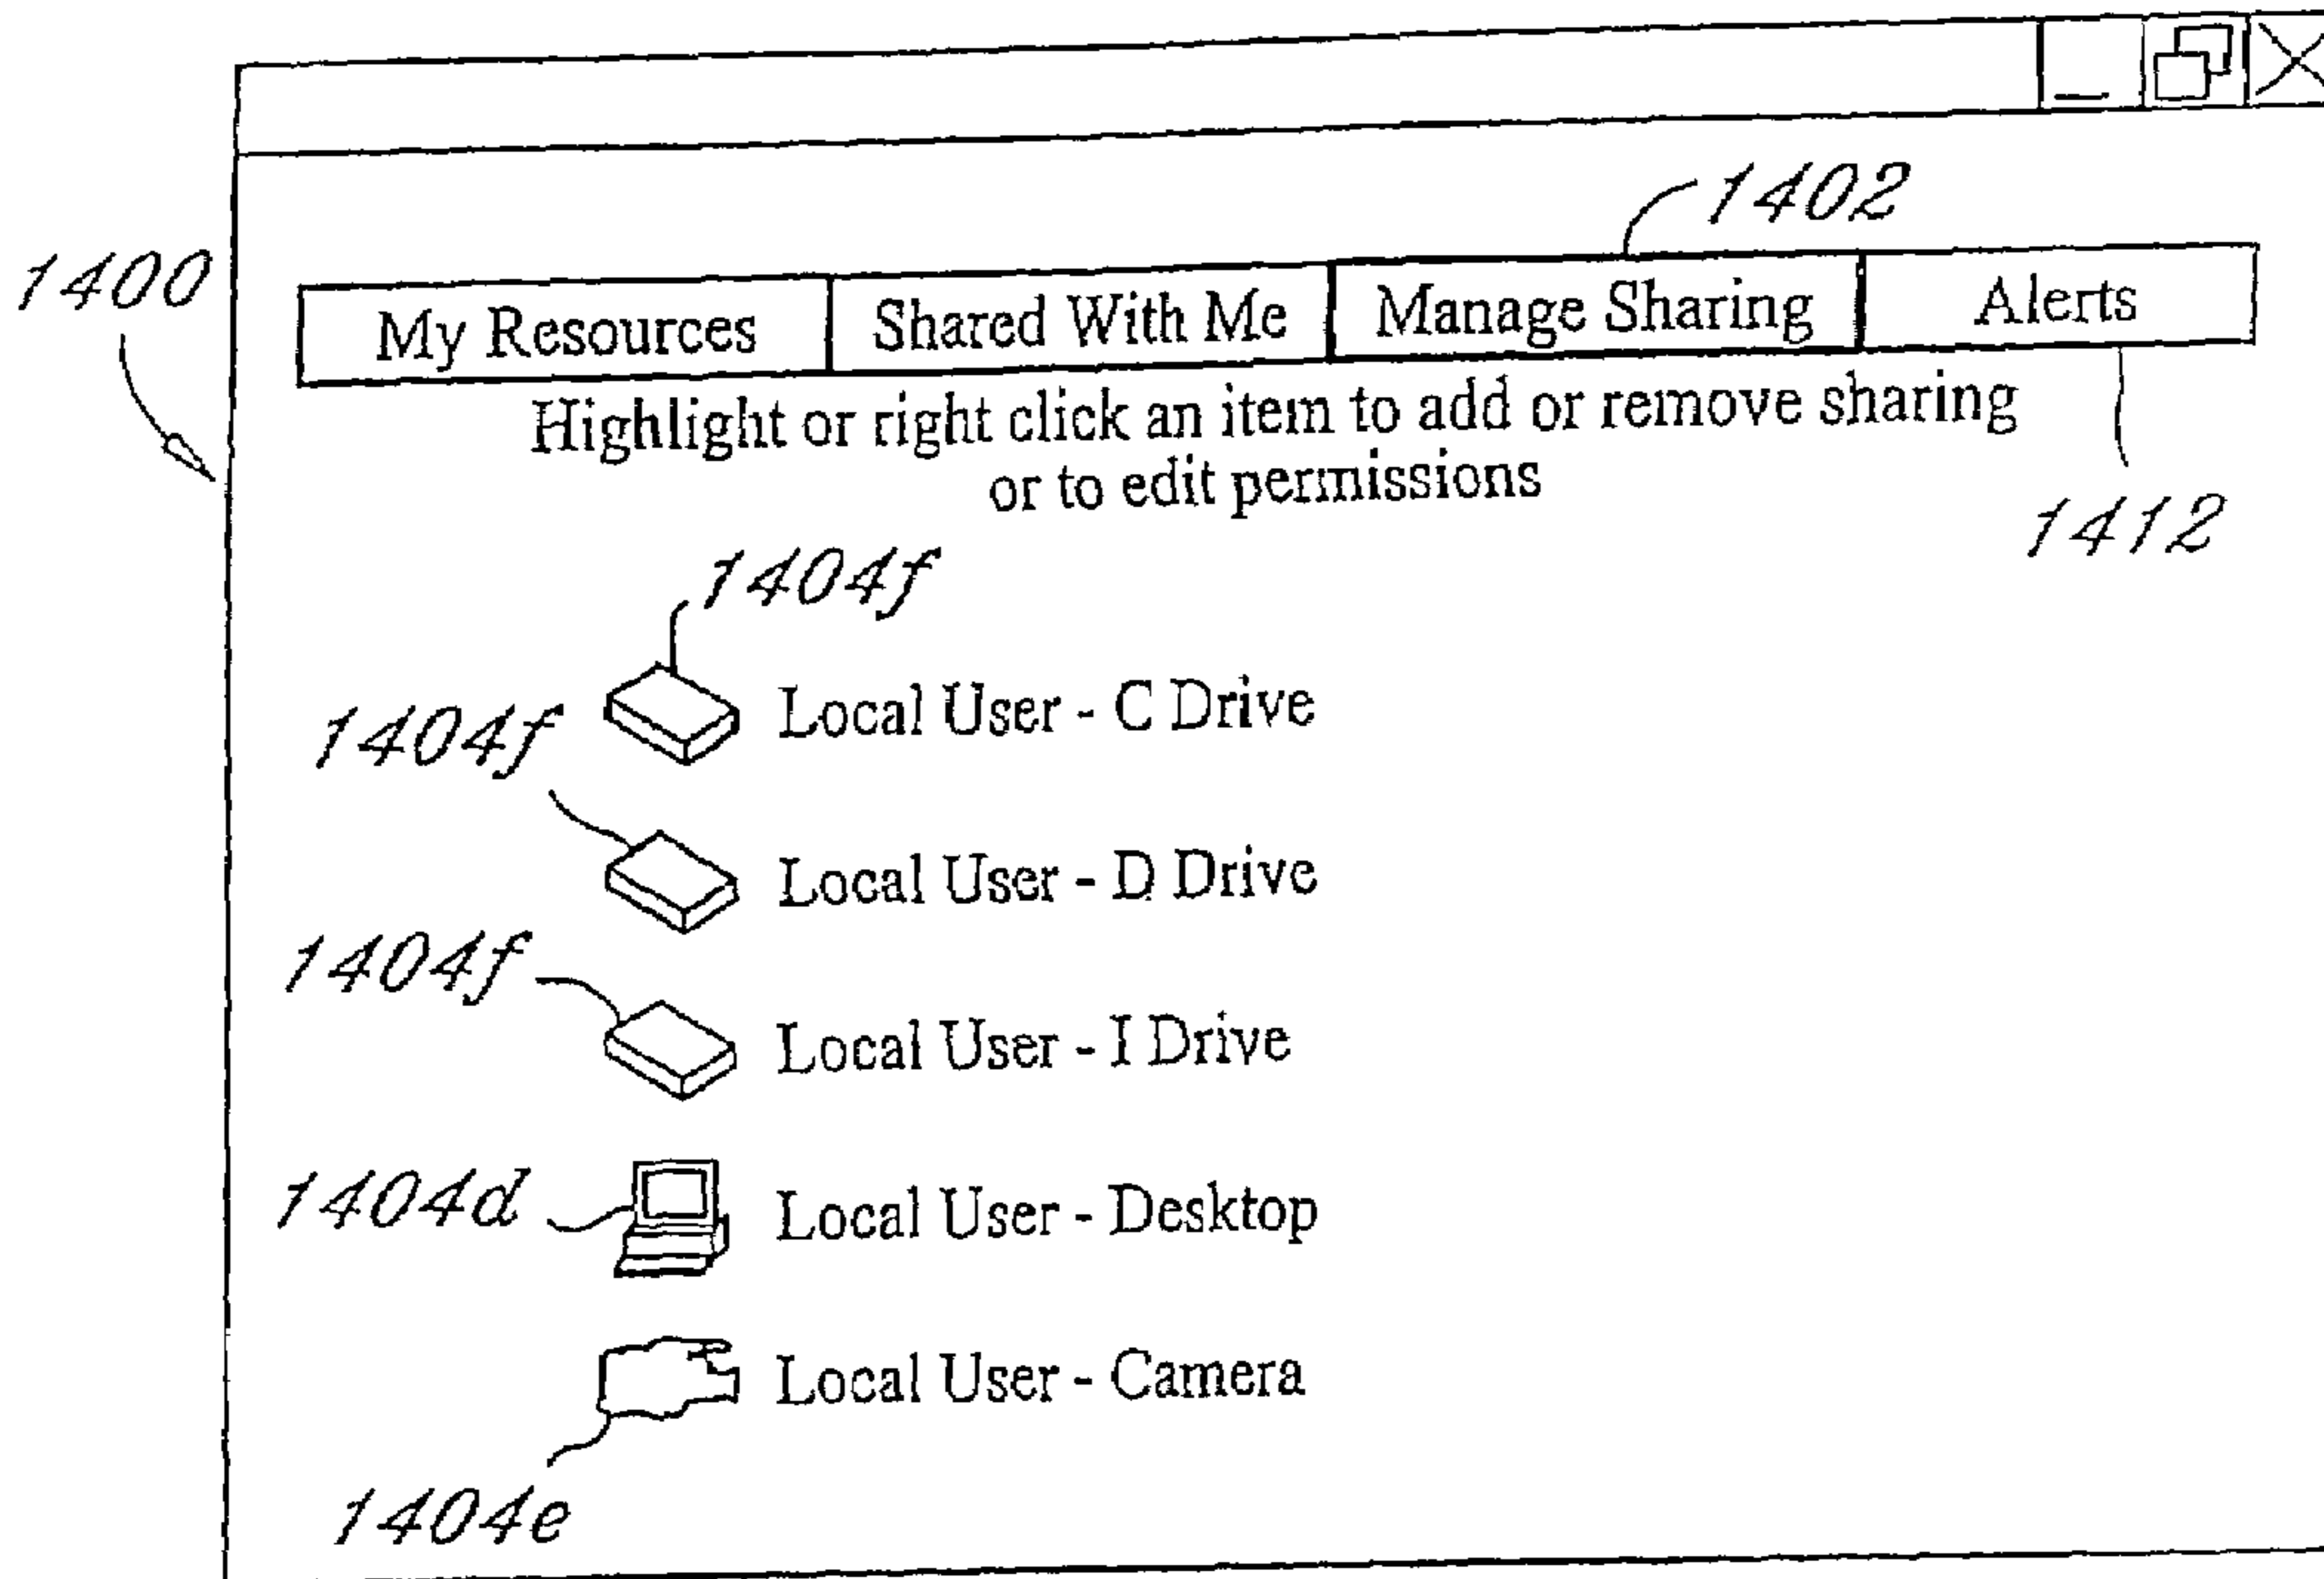 1402
1400
My Resources Shared With Me Manage Sharing Alerts
Highlight or right click an item to add or remove sharing
or to edit permissions
1412
1404f
Local User - C Drive
1404f
Local User - D Drive
1404f
Local User - I Drive
1404d
Local User - Desktop
Local User - Camera
1404e